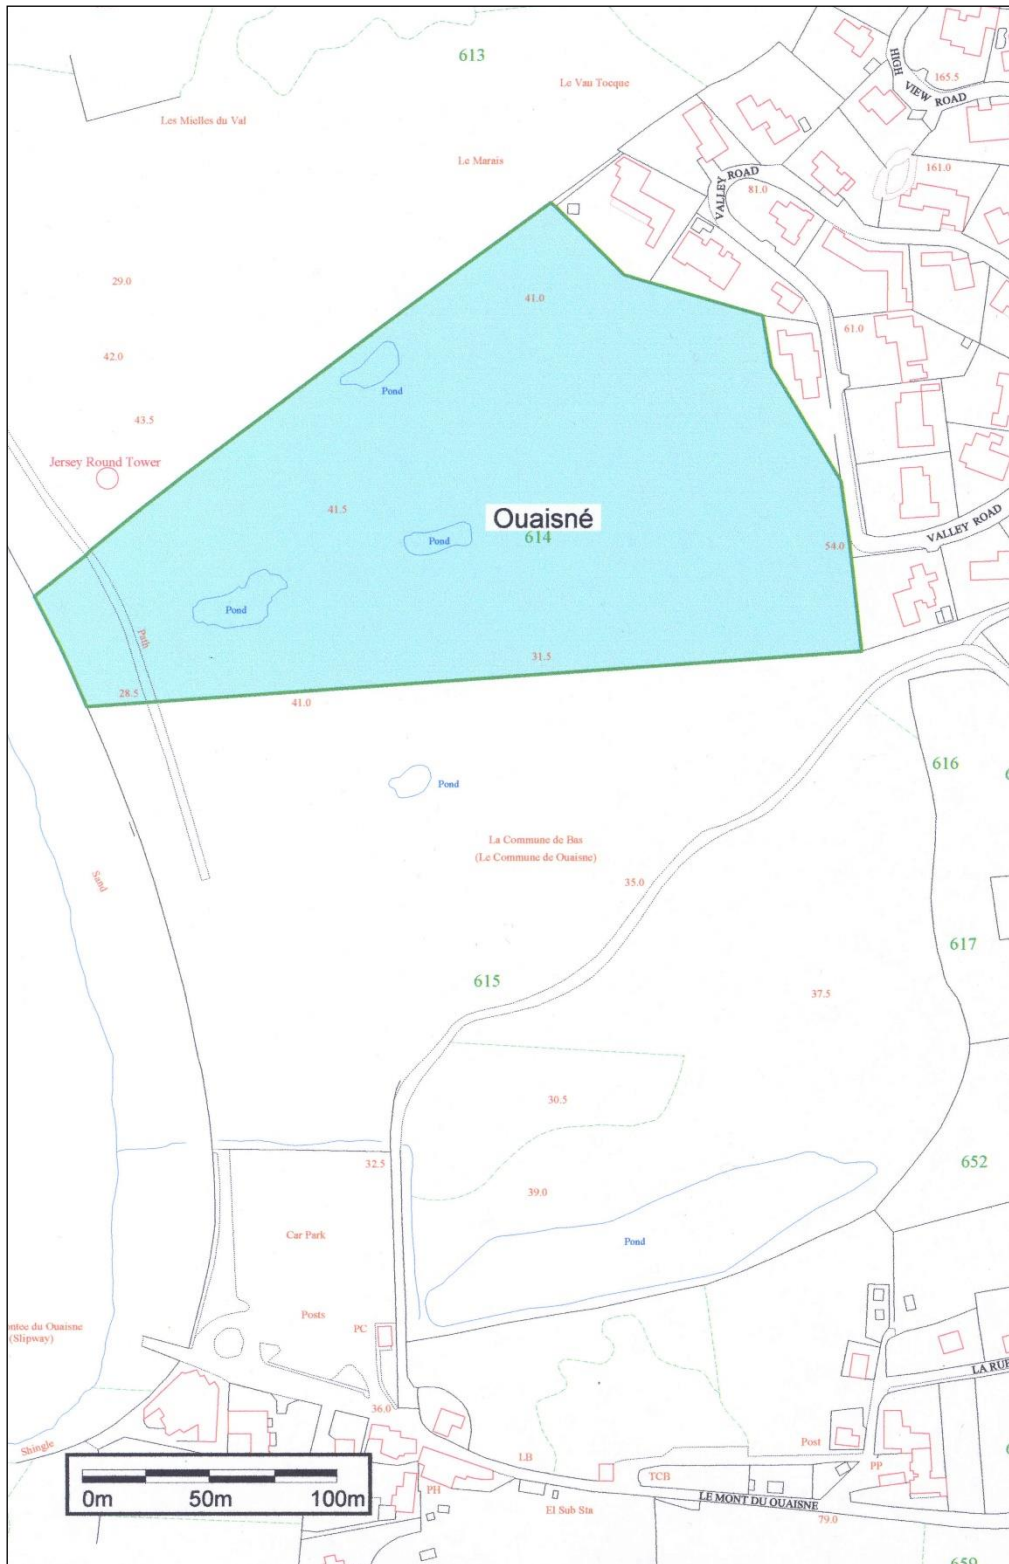 613
Le Vau Tocque
HIGH VIEW ROAD
165.5
Les Mielles du Val
Le Marais
VALLEY ROAD
81.0
161.0
29.0
41.0
42.0
61.0
Pond
43.5
Jersey Round Tower
41.5
Ouaisné
614
Pond
VALLEY ROAD
54.0
Pond
Path
31.5
28.5
41.0
616
Pond
La Commune de Bas
(Le Commune de Ouaisne)
Sand
35.0
617
615
37.5
30.5
32.5
652
39.0
Car Park
Pond
Posts
PC
ontee du Ouaisne
(Slipway)
LA RUE
36.0
Shingle
Post
LB
PP
TCB
0m 50m 100m
PH
El Sub Sta
LE MONT DU OUAISNE
79.0
659